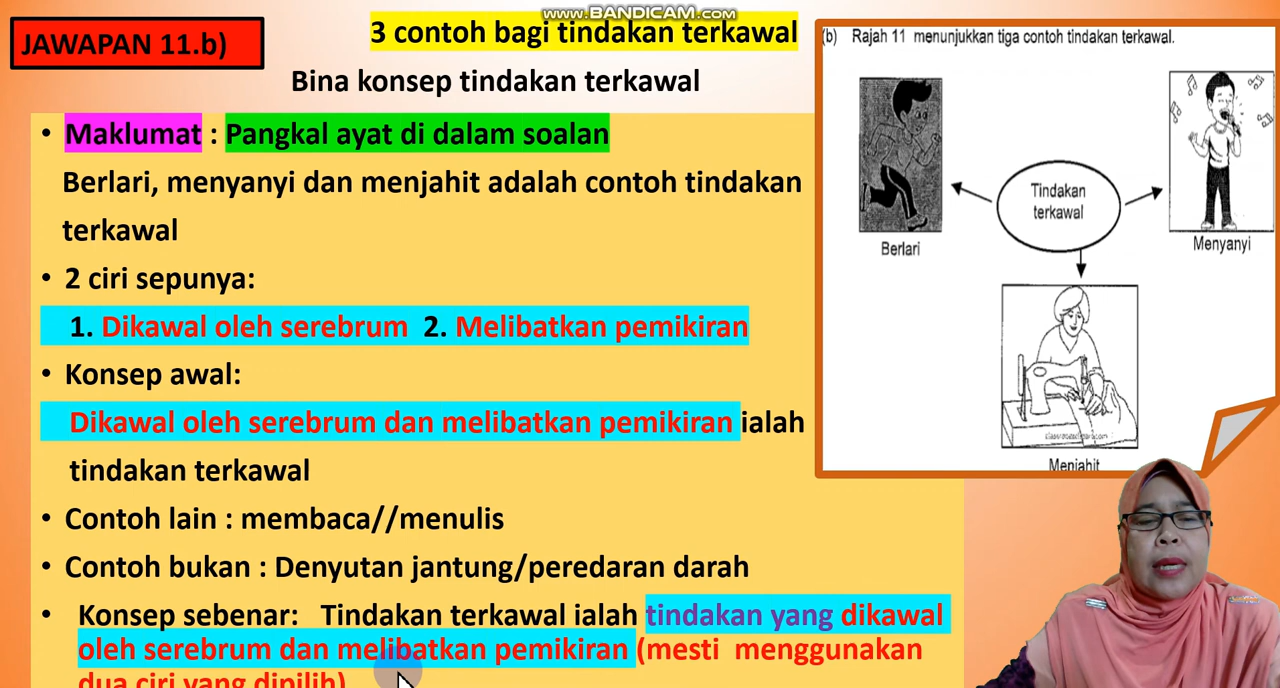 www.BANDICAM.com
JAWAPAN 11.b)
3 contoh bagi tindakan terkawal
Bina konsep tindakan terkawal
• Maklumat : Pangkal ayat di dalam soalan
Berlari, menyanyi dan menjahit adalah contoh tindakan
terkawal
• 2 ciri sepunya:
1. Dikawal oleh serebrum 2. Melibatkan pemikiran
• Konsep awal:
Dikawal oleh serebrum dan melibatkan pemikiran ialah
tindakan terkawal
• Contoh lain : membaca//menulis
• Contoh bukan : Denyutan jantung/peredaran darah
• Konsep sebenar: Tindakan terkawal ialah tindakan yang dikawal
oleh serebrum dan melibatkan pemikiran (mesti menggunakan
dua ciri yang dipilih)
(b) Rajah 11 menunjukkan tiga contoh tindakan terkawal.
Tindakan
terkawal
Berlari
Menyanyi
Menjahit